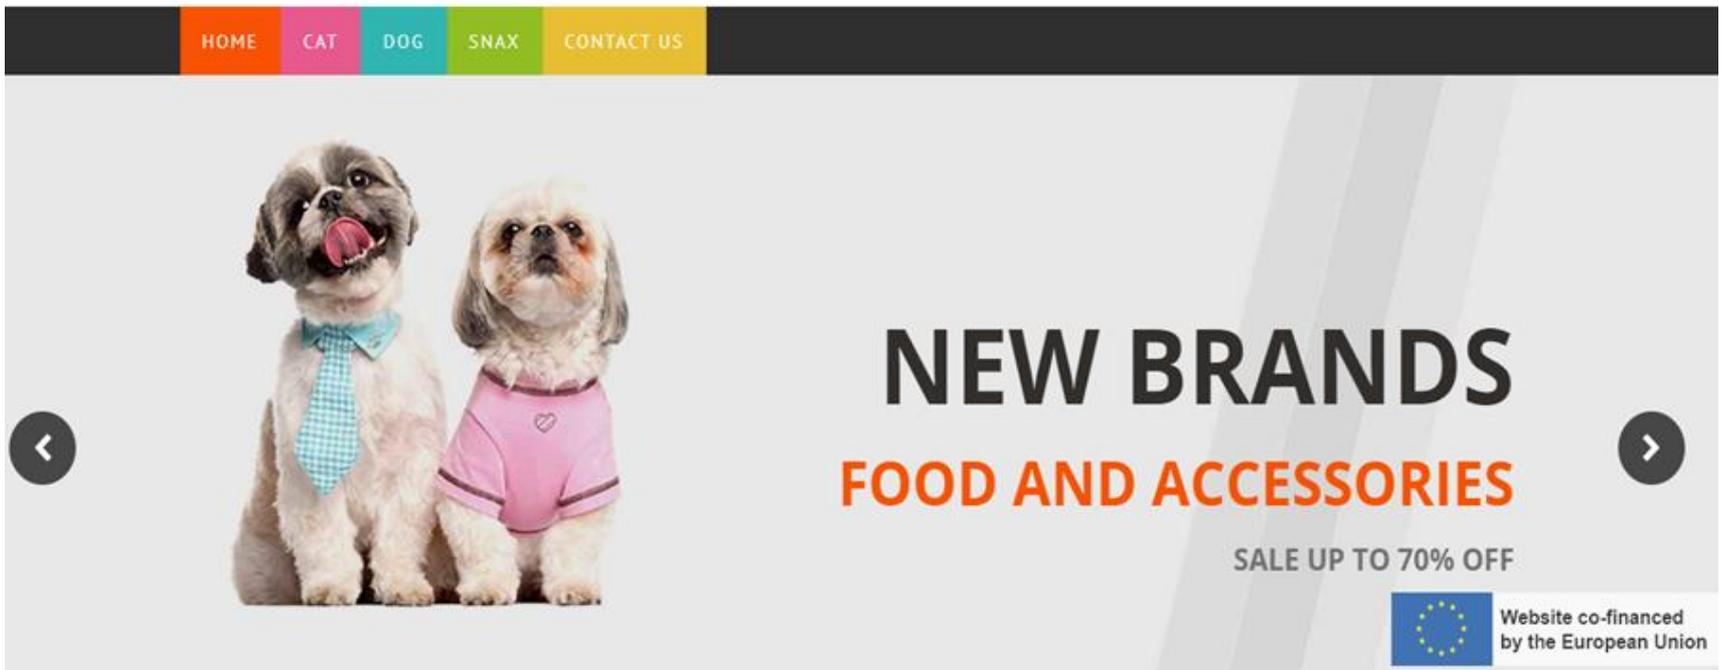 HOME
CAT
DOG
SNAX
CONTACT US
NEW BRANDS
FOOD AND ACCESSORIES
SALE UP TO 70% OFF
Website co-financed
by the European Union